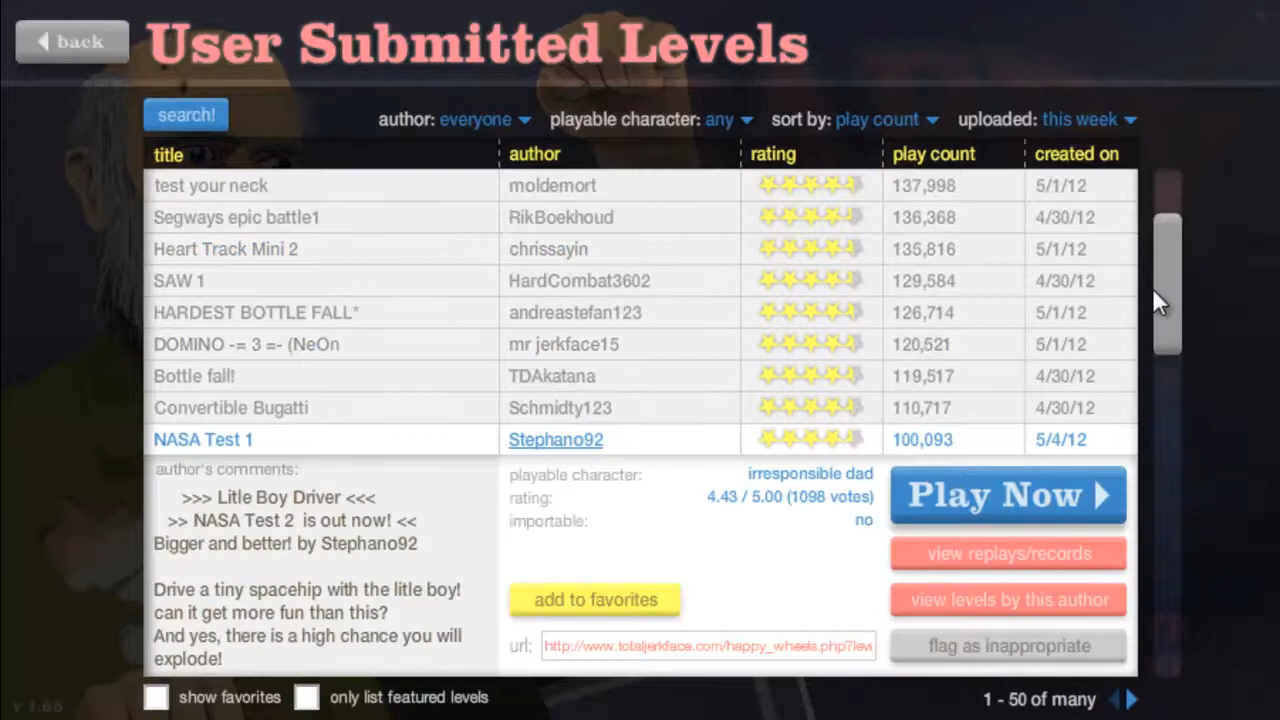 back
User Submitted Levels
search!
author: everyone playable character: any sort by: play count uploaded: this week
title author rating play count created on
test your neck moldemort 137,998 5/1/12
Segways epic battle1 RikBoekhoud 136,368 4/30/12
Heart Track Mini 2 chrissayin 135,816 5/1/12
SAW 1 HardCombat3602 129,584 4/30/12
HARDEST BOTTLE FALL* andreastefan123 126,714 5/1/12
DOMINO -= 3 =- (NeOn mr jerkface15 120,521 5/1/12
Bottle fall! TDAkatana 119,517 4/30/12
Convertible Bugatti Schmidty123 110,717 4/30/12
NASA Test 1 Stephano92 100,093 5/4/12
author's comments:
>>> Litle Boy Driver <<<
>> NASA Test 2 is out now! <<
Bigger and better! by Stephano92
Drive a tiny spacehip with the litle boy!
can it get more fun than this?
And yes, there is a high chance you will
explode!
playable character: irresponsible dad
rating: 4.43 / 5.00 (1098 votes)
importable: no
add to favorites
url: http://www.totaljerkface.com/happy_wheels.php?leve
Play Now
view replays/records
view levels by this author
flag as inappropriate
show favorites only list featured levels
1 - 50 of many